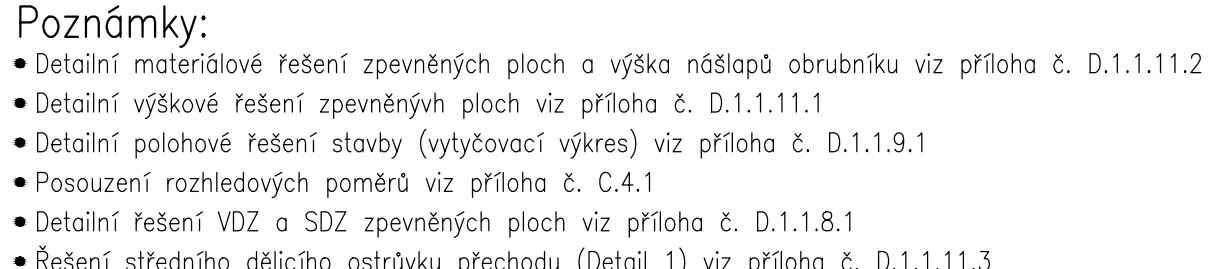 Poznámky:
• Detailní materiálové řešení zpevněných ploch a výška nášlapů obrubníku viz příloha č. D.1.1.11.2
• Detailní výškové řešení zpevněnývh ploch viz příloha č. D.1.1.11.1
• Detailní polohové řešení stavby (vytyčovací výkres) viz příloha č. D.1.1.9.1
• Posouzení rozhledových poměrů viz příloha č. C.4.1
• Detailní řešení VDZ a SDZ zpevněných ploch viz příloha č. D.1.1.8.1
• Řešení středního dělicího ostrůvku přechodu (Detail 1) viz příloha č. D.1.1.11.3